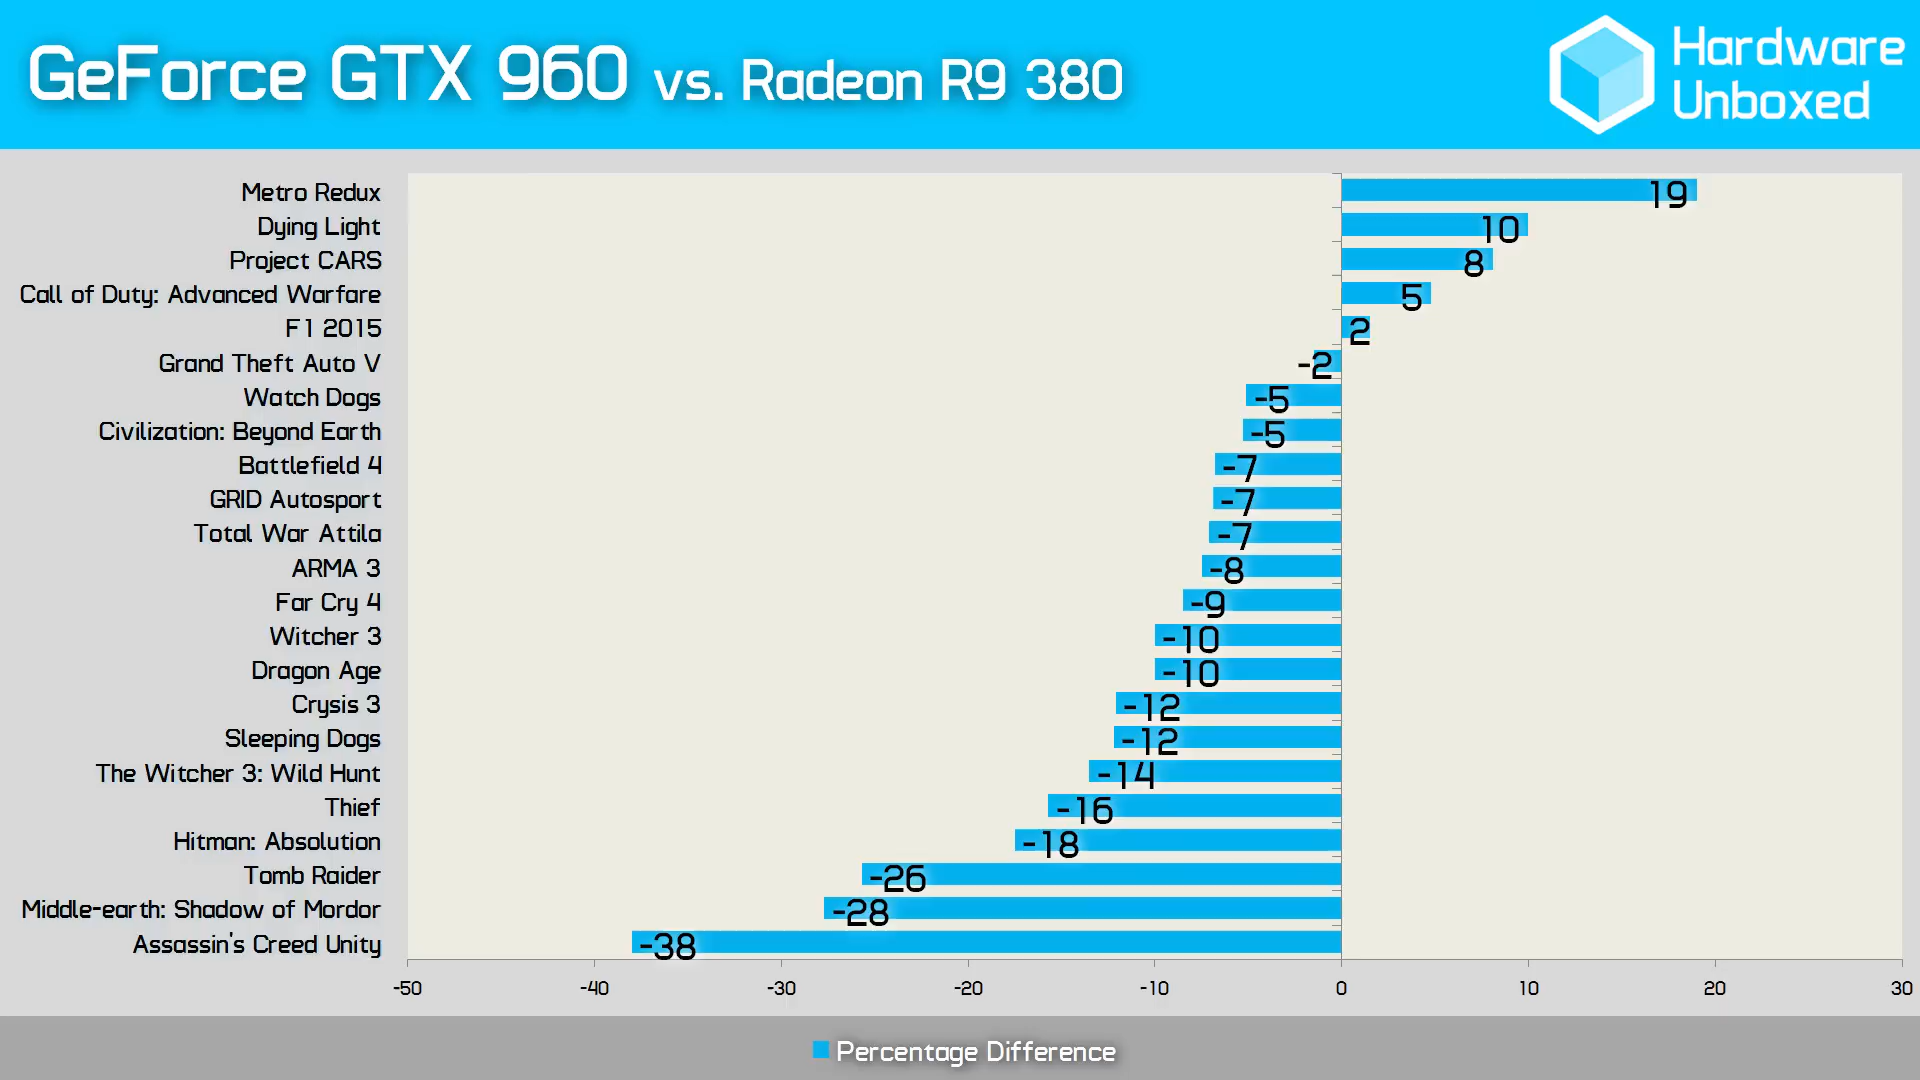 GeForce GTX 960 vs. Radeon R9 380
Hardware
Unboxed
Metro Redux 19
Dying Light 10
Project CARS 8
Call of Duty: Advanced Warfare 5
F1 2015 2
Grand Theft Auto V -2
Watch Dogs -5
Civilization: Beyond Earth -5
Battlefield 4 -7
GRID Autosport -7
Total War Attila -7
ARMA 3 -8
Far Cry 4 -9
Witcher 3 -10
Dragon Age -10
Crysis 3 -12
Sleeping Dogs -12
The Witcher 3: Wild Hunt -14
Thief -16
Hitman: Absolution -18
Tomb Raider -26
Middle-earth: Shadow of Mordor -28
Assassin's Creed Unity -38
-50 -40 -30 -20 -10 0 10 20 30
Percentage Difference